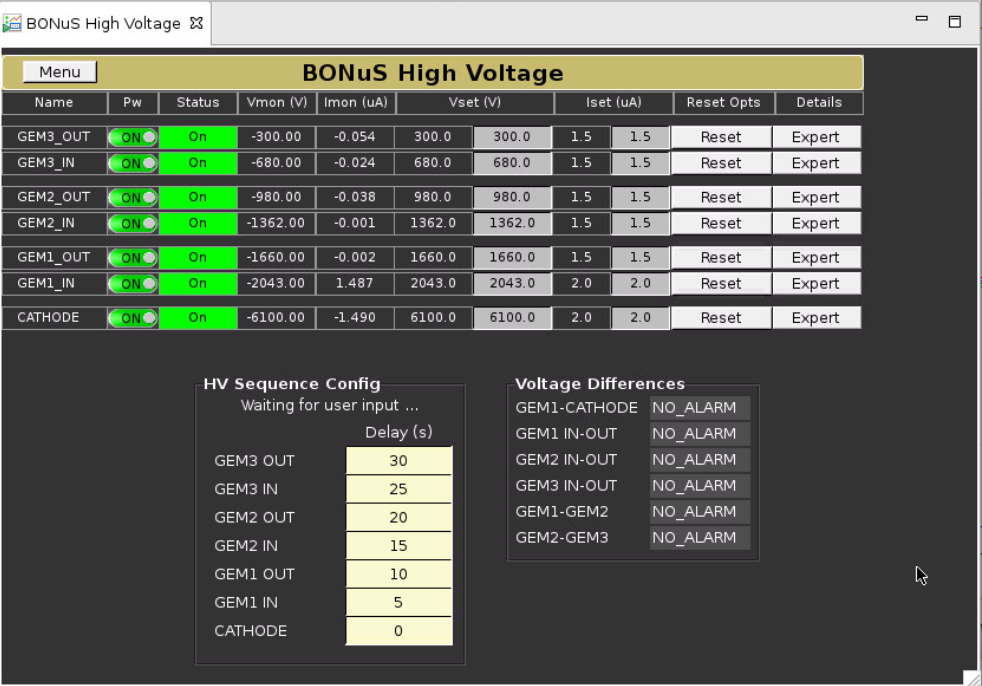 BONuS High Voltage
Menu BONuS High Voltage
Name Pw Status Vmon (V) Imon (uA) Vset (V) Iset (uA) Reset Opts Details
GEM3_OUT ON On -300.00 -0.054 300.0 300.0 1.5 1.5 Reset Expert
GEM3_IN ON On -680.00 -0.024 680.0 680.0 1.5 1.5 Reset Expert
GEM2_OUT ON On -980.00 -0.038 980.0 980.0 1.5 1.5 Reset Expert
GEM2_IN ON On -1362.00 -0.001 1362.0 1362.0 1.5 1.5 Reset Expert
GEM1_OUT ON On -1660.00 -0.002 1660.0 1660.0 1.5 1.5 Reset Expert
GEM1_IN ON On -2043.00 1.487 2043.0 2043.0 2.0 2.0 Reset Expert
CATHODE ON On -6100.00 -1.490 6100.0 6100.0 2.0 2.0 Reset Expert
HV Sequence Config
Waiting for user input ...
Delay (s)
GEM3 OUT 30
GEM3 IN 25
GEM2 OUT 20
GEM2 IN 15
GEM1 OUT 10
GEM1 IN 5
CATHODE 0
Voltage Differences
GEM1-CATHODE NO_ALARM
GEM1 IN-OUT NO_ALARM
GEM2 IN-OUT NO_ALARM
GEM3 IN-OUT NO_ALARM
GEM1-GEM2 NO_ALARM
GEM2-GEM3 NO_ALARM